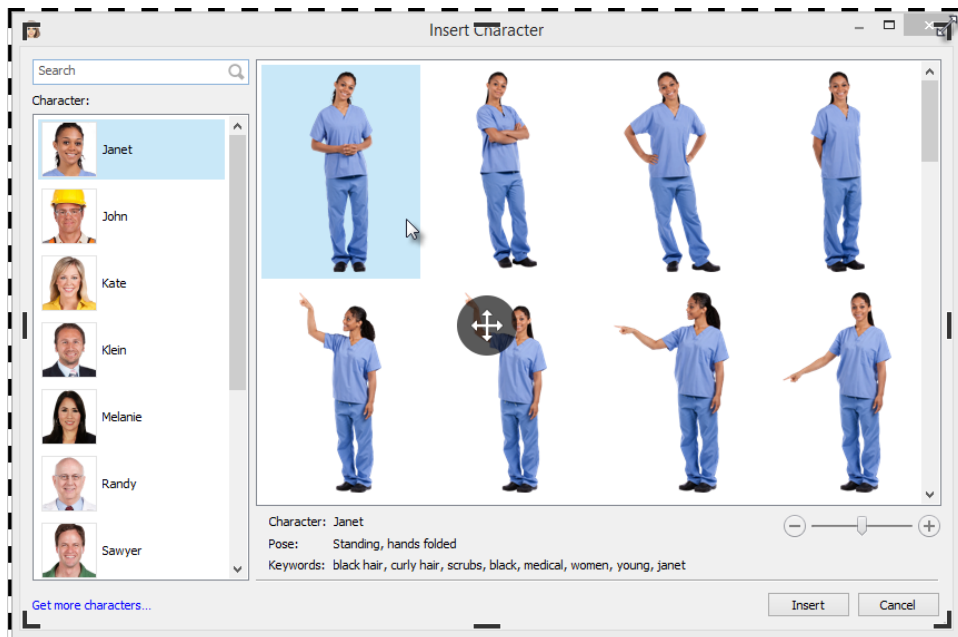 Insert Character
Search
Character:
Janet
John
Kate
Klein
Melanie
Randy
Sawyer
Character: Janet
Pose: Standing, hands folded
Keywords: black hair, curly hair, scrubs, black, medical, women, young, janet
Get more characters...
Insert
Cancel